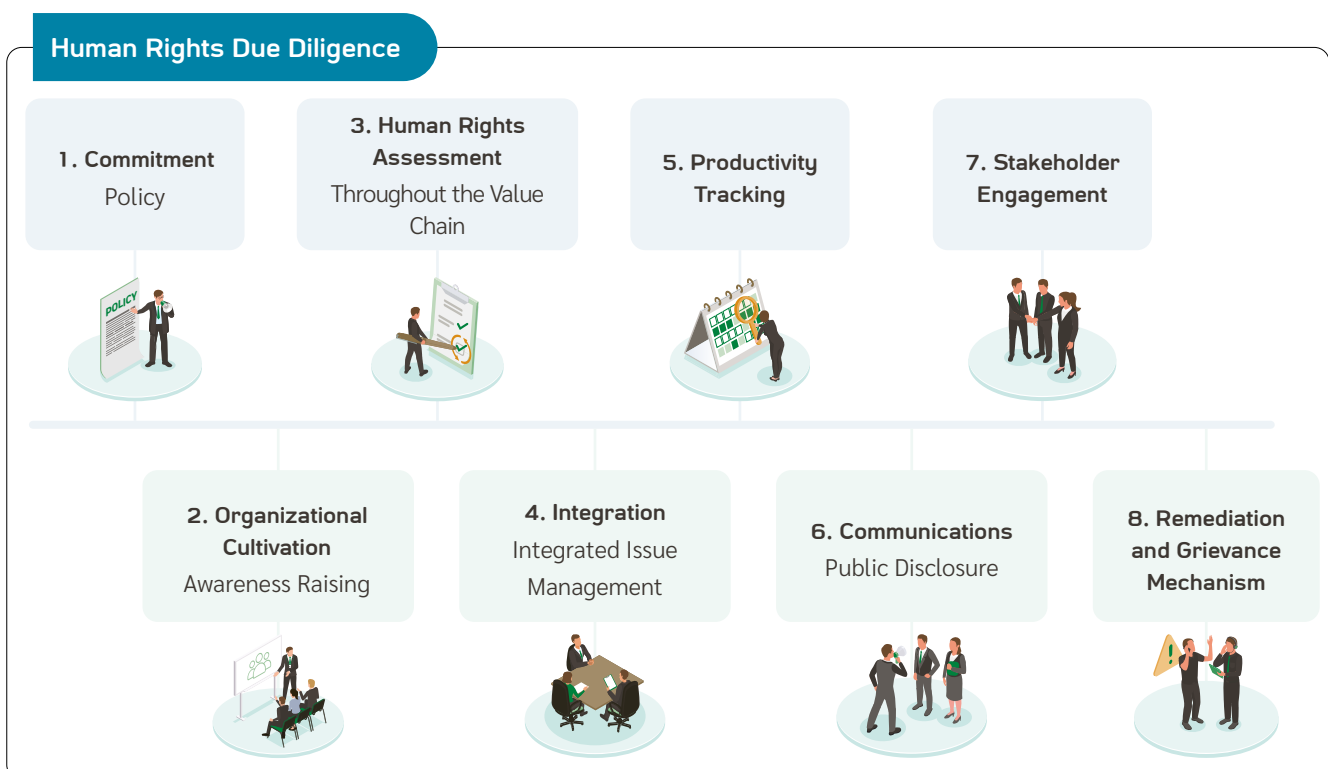 Human Rights Due Diligence
1. Commitment
Policy
3. Human Rights
Assessment
Throughout the Value
Chain
5. Productivity
Tracking
7. Stakeholder
Engagement
POLICY
2. Organizational
Cultivation
Awareness Raising
4. Integration
Integrated Issue
Management
6. Communications
Public Disclosure
8. Remediation
and Grievance
Mechanism
!